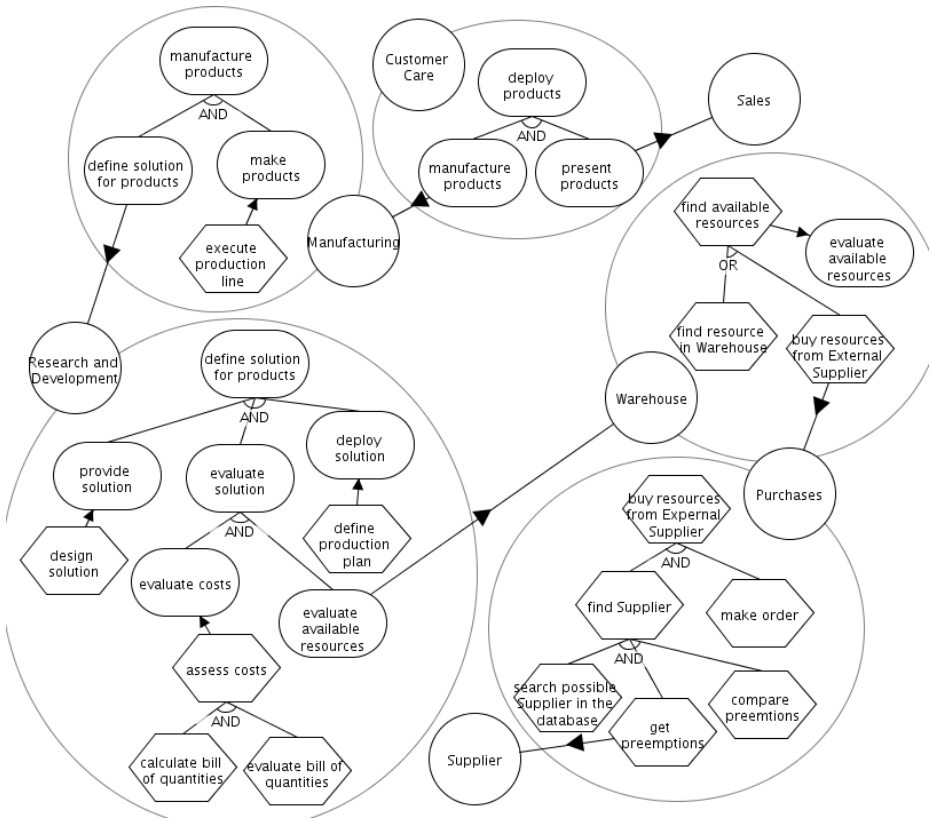 manufacture
products
AND
define solution
for products
make
products
execute
production
line
Customer
Care
deploy
products
AND
manufacture
products
present
products
Sales
Manufacturing
find available
resources
OR
evaluate
available
resources
find resource
in Warehouse
buy resources
from External
Supplier
Research and
Development
define solution
for products
AND
provide
solution
evaluate
solution
deploy
solution
AND
design
solution
define
production
plan
evaluate costs
evaluate
available
resources
assess costs
AND
calculate bill
of quantities
evaluate bill
of quantities
Warehouse
Purchases
buy resources
from Expernal
Supplier
AND
find Supplier
make order
AND
search possible
Supplier in the
database
get
preemptions
compare
preemtions
Supplier